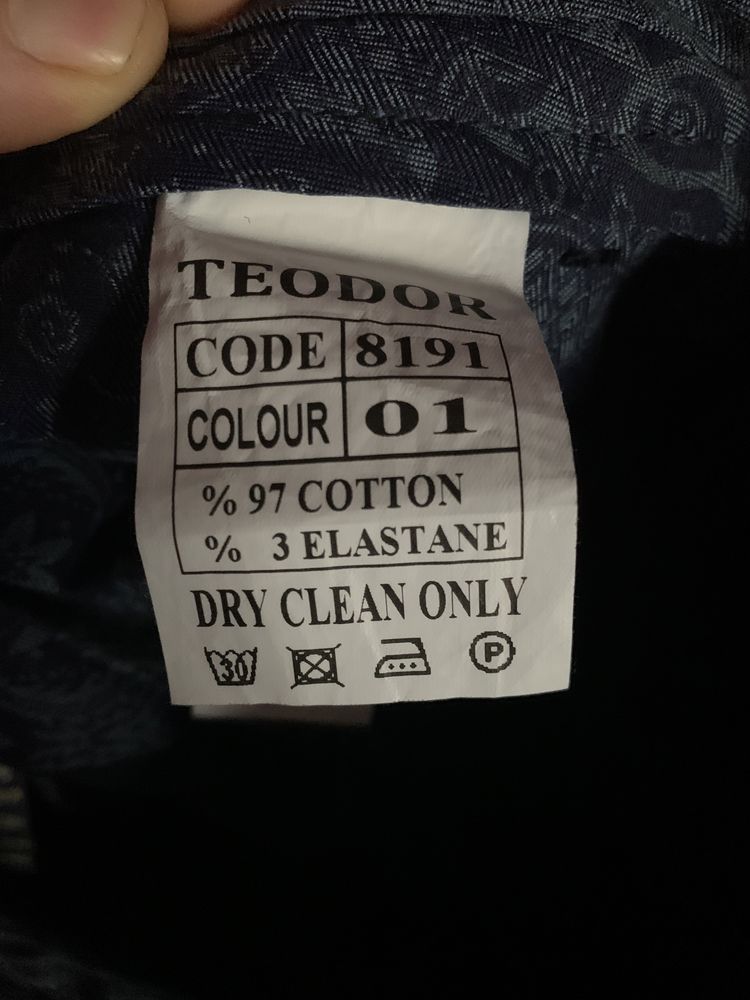 TEODOR
CODE 8191
COLOUR 01
% 97 COTTON
% 3 ELASTANE
DRY CLEAN ONLY
30 P